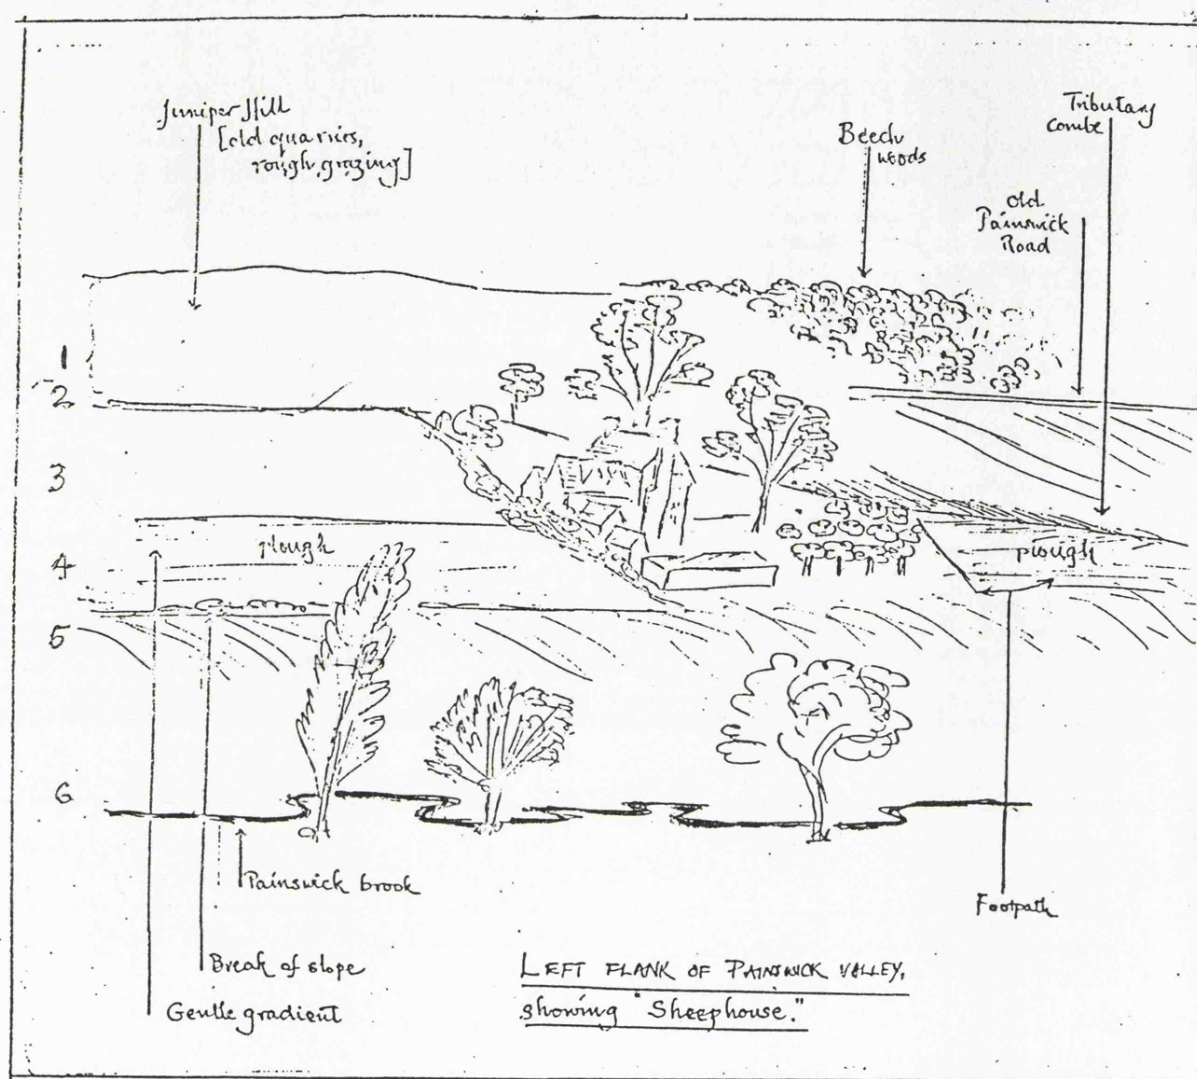 Juniper Hill
[old quarries,
rough, grazing]
Beech
woods
Tributary
Combe
old
Painswick
Road
1
2
3
plough
4
plough
5
6
Painswick brook
Footpath
Break of slope
Gentle gradient
LEFT FLANK OF PAINSWICK VALLEY,
showing "Sheephouse."